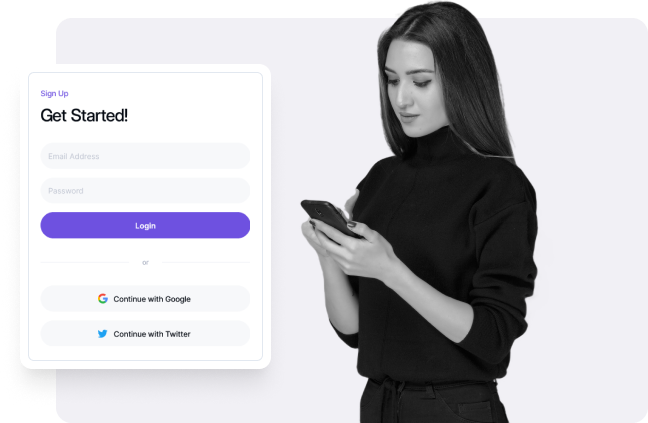 Sign Up
Get Started!
Email Address
Password
Login
or
Continue with Google
Continue with Twitter